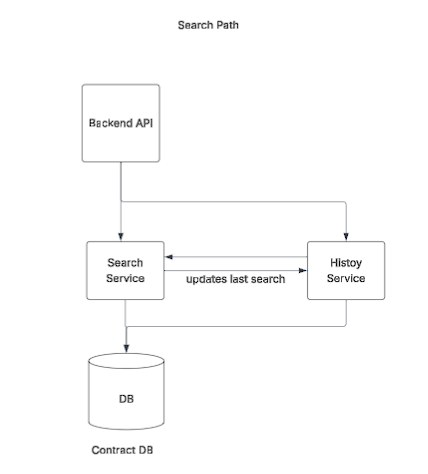 Search Path
Backend API
Search
Service
updates last search
Histoy
Service
DB
Contract DB